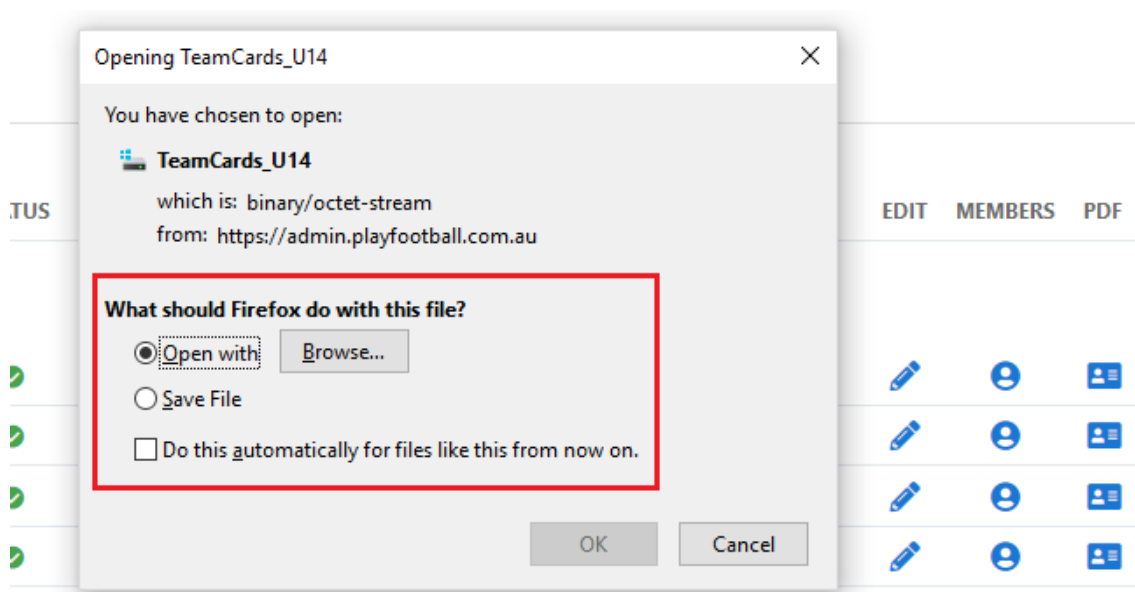 Opening TeamCards_U14
You have chosen to open:
TeamCards_U14
which is: binary/octet-stream
from: https://admin.playfootball.com.au
TUS EDIT MEMBERS PDF
What should Firefox do with this file?
Open with Browse...
Save File
Do this automatically for files like this from now on.
OK Cancel